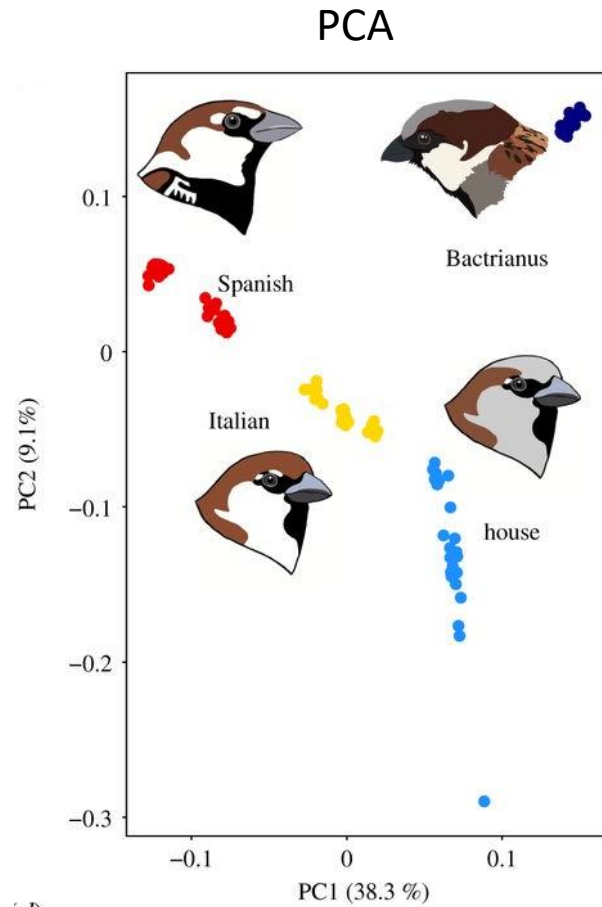 PCA
Bactrianus
0.1
Spanish
0
Italian
PC2 (9.1%)
−0.1
house
−0.2
−0.3
−0.1
0
0.1
PC1 (38.3 %)